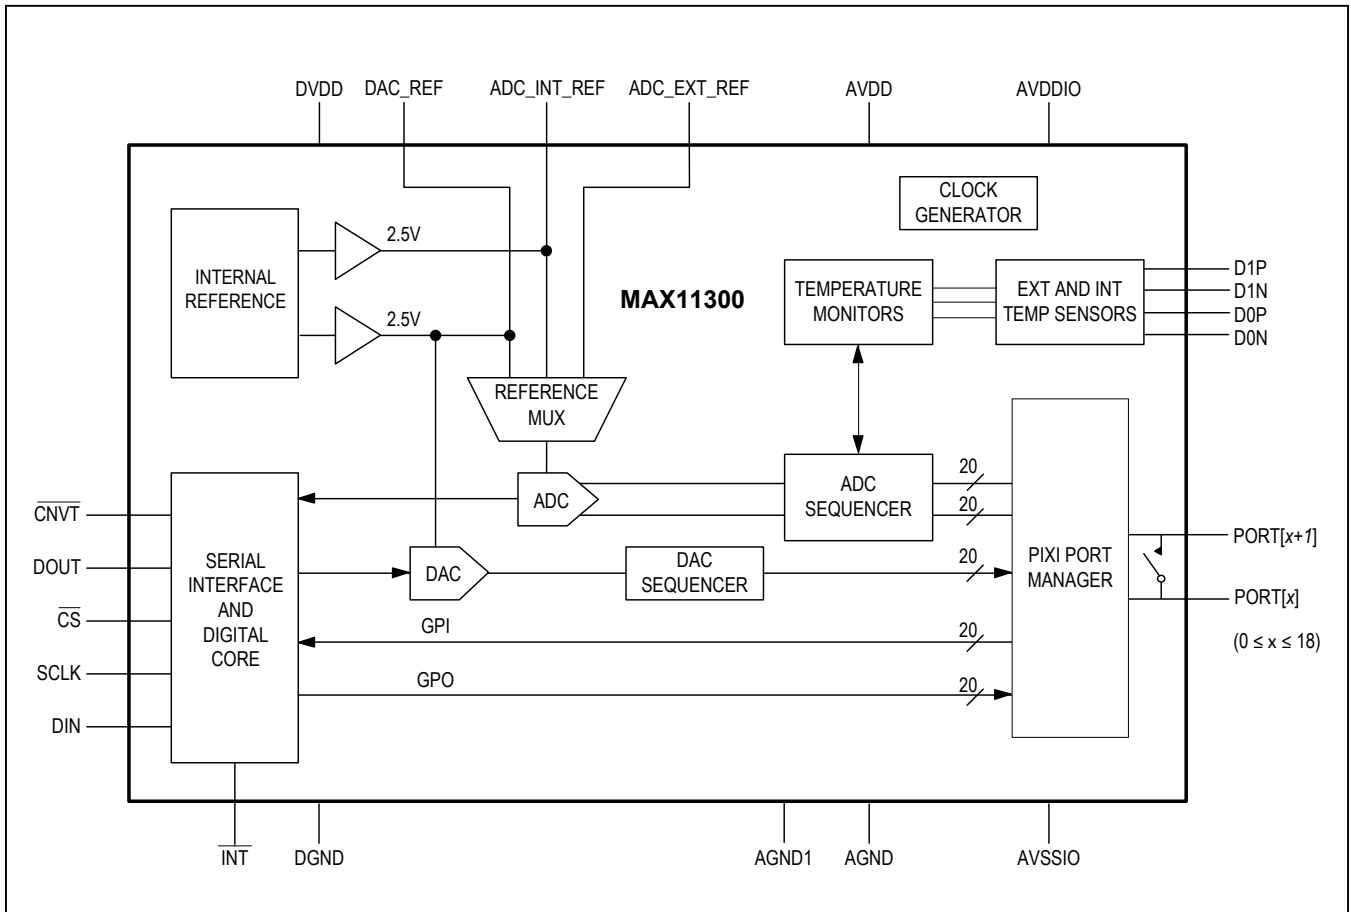 DVDD
DAC_REF
ADC_INT_REF
ADC_EXT_REF
AVDD
AVDDIO
CLOCK
GENERATOR
INTERNAL
REFERENCE
2.5V
2.5V
MAX11300
TEMPERATURE
MONITORS
EXT AND INT
TEMP SENSORS
D1P
D1N
D0P
D0N
REFERENCE
MUX
ADC
ADC
SEQUENCER
20
20
CNVT
DOUT
CS
SCLK
DIN
SERIAL
INTERFACE
AND
DIGITAL
CORE
DAC
DAC
SEQUENCER
20
GPI
20
GPO
20
PIXI PORT
MANAGER
PORT[x+1]
PORT[x]
(0 ≤ x ≤ 18)
INT
DGND
AGND1
AGND
AVSSIO